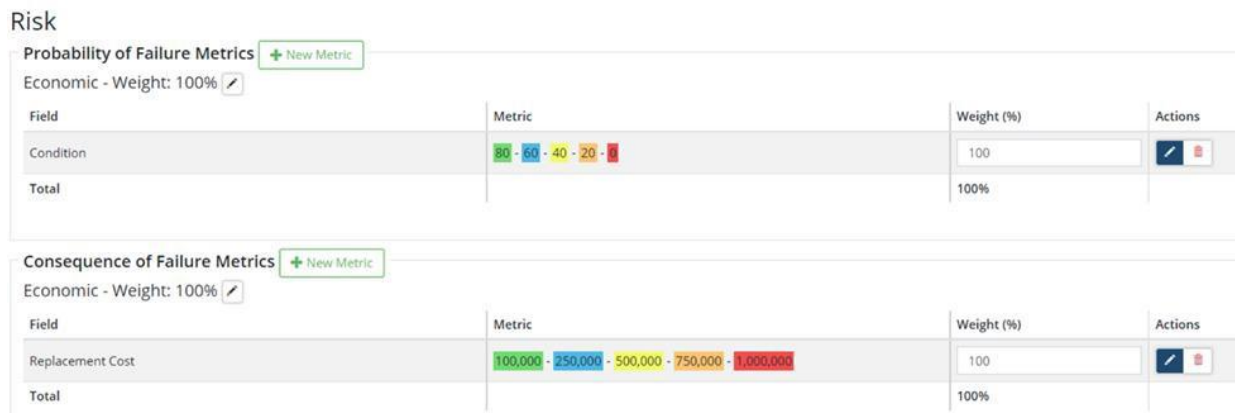 Risk
Probability of Failure Metrics + New Metric
Economic - Weight: 100%
Field Metric Weight (%) Actions
Condition 80 - 60 - 40 - 20 - 0 100
Total 100%
Consequence of Failure Metrics + New Metric
Economic - Weight: 100%
Field Metric Weight (%) Actions
Replacement Cost 100,000 - 250,000 - 500,000 - 750,000 - 1,000,000 100
Total 100%